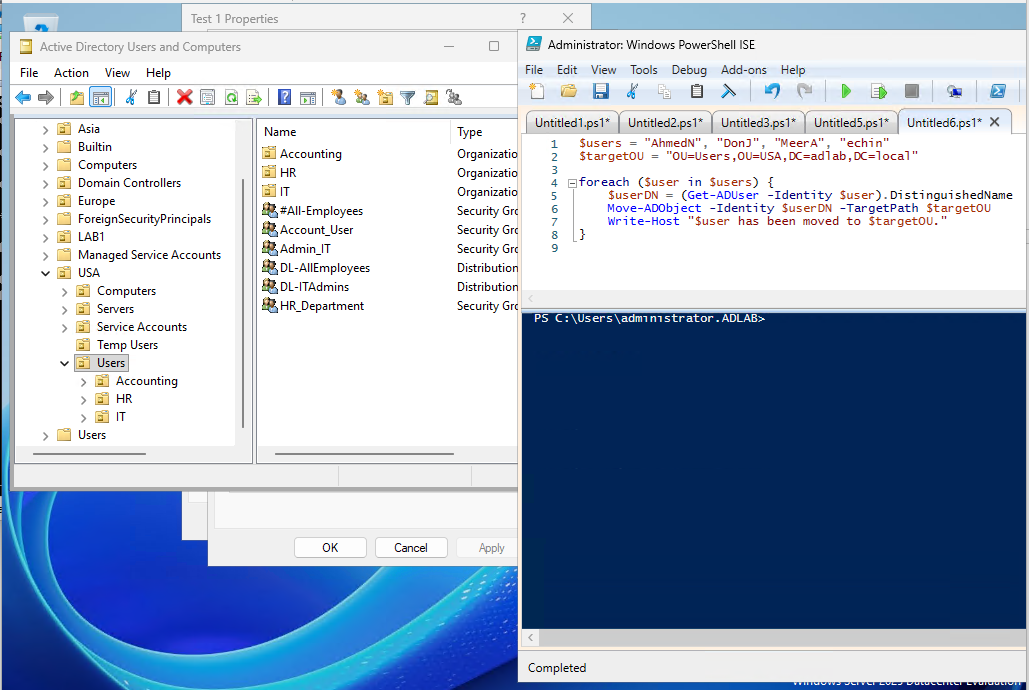 Test 1 Properties
Active Directory Users and Computers
File Action View Help
Asia
Builtin
Computers
Domain Controllers
Europe
ForeignSecurityPrincipals
LAB1
Managed Service Accounts
USA
Computers
Servers
Service Accounts
Temp Users
Users
Accounting
HR
IT
Users
Name Type
Accounting Organizatio
HR Organizatio
IT Organizatio
#All-Employees Security Gro
Account_User Security Gro
Admin_IT Security Gro
DL-AllEmployees Distribution
DL-ITAdmins Distribution
HR_Department Security Gro
OK Cancel Apply
Administrator: Windows PowerShell ISE
File Edit View Tools Debug Add-ons Help
Untitled1.ps1* Untitled2.ps1* Untitled3.ps1* Untitled5.ps1* Untitled6.ps1*
1 $users = "AhmedN", "DonJ", "MeerA", "echin"
2 $targetOU = "OU=Users,OU=USA,DC=adlab,DC=local"
3
4 foreach ($user in $users) {
5 $userDN = (Get-ADUser -Identity $user).DistinguishedName
6 Move-ADObject -Identity $userDN -TargetPath $targetOU
7 Write-Host "$user has been moved to $targetOU."
8 }
9
PS C:\Users\administrator.ADLAB>
Completed
Windows Server 2025 Datacenter Evaluation